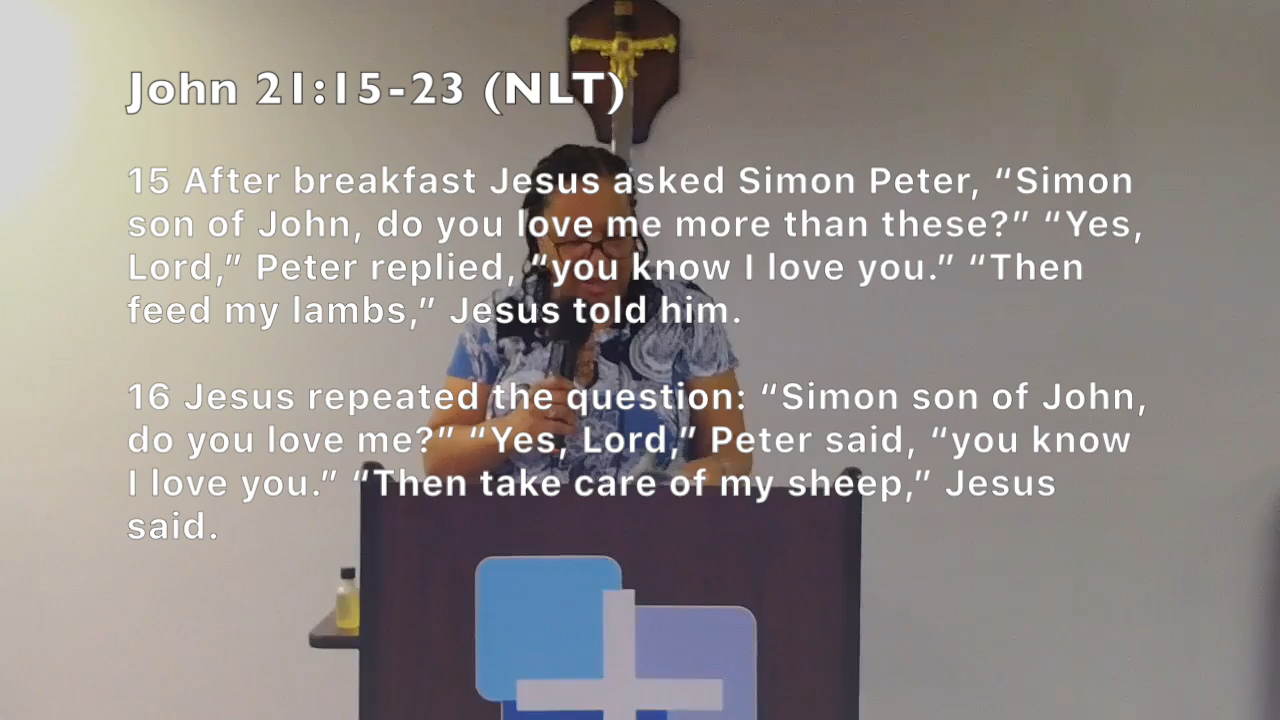 John 21:15-23 (NLT)
15 After breakfast Jesus asked Simon Peter, “Simon
son of John, do you love me more than these?” “Yes,
Lord,” Peter replied, “you know I love you.” “Then
feed my lambs,” Jesus told him.
16 Jesus repeated the question: “Simon son of John,
do you love me?” “Yes, Lord,” Peter said, “you know
I love you.” “Then take care of my sheep,” Jesus
said.